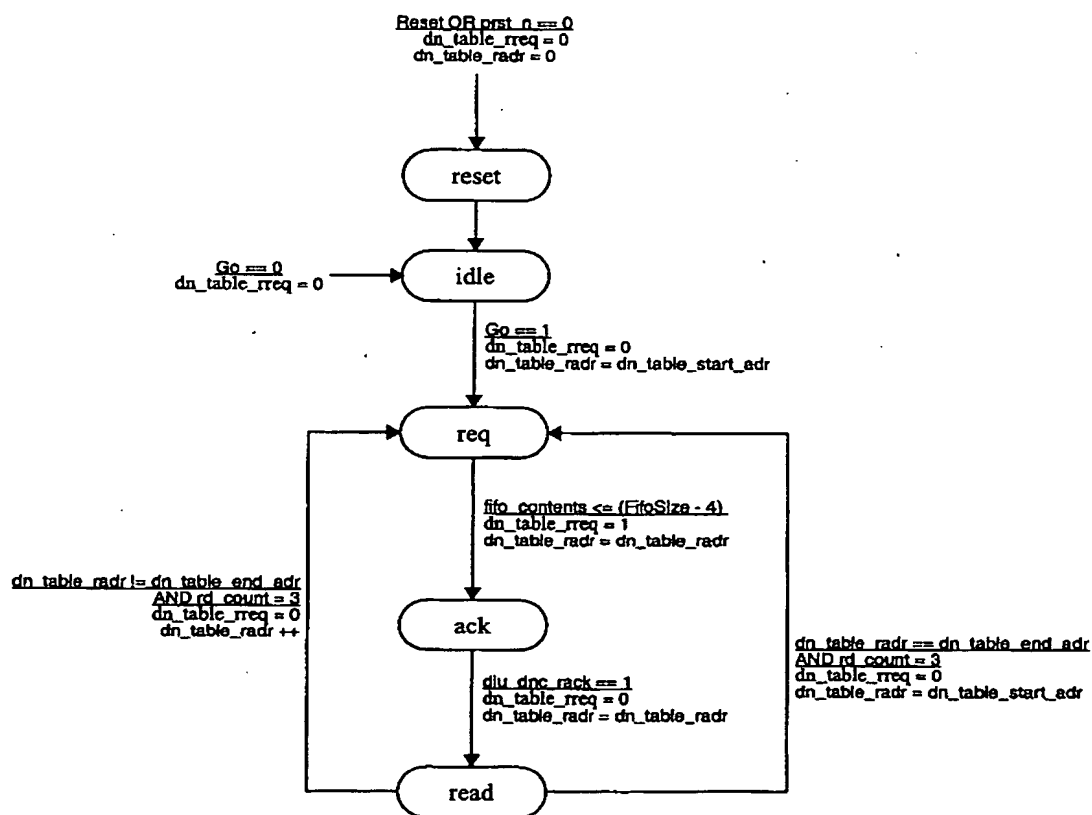 Reset OR prst_n == 0
dn_table_rreq = 0
dn_table_radr = 0
reset
idle
Go == 0
dn_table_rreq = 0
Go == 1
dn_table_rreq = 0
dn_table_radr = dn_table_start_adr
req
fifo_contents <= (FifoSize - 4)
dn_table_rreq = 1
dn_table_radr = dn_table_radr
dn_table_radr != dn_table_end_adr
AND rd_count = 3
dn_table_rreq = 0
dn_table_radr ++
ack
dn_table_radr == dn_table_end_adr
AND rd_count = 3
dn_table_rreq = 0
dn_table_radr = dn_table_start_adr
diu_dnc_rack == 1
dn_table_rreq = 0
dn_table_radr = dn_table_radr
read